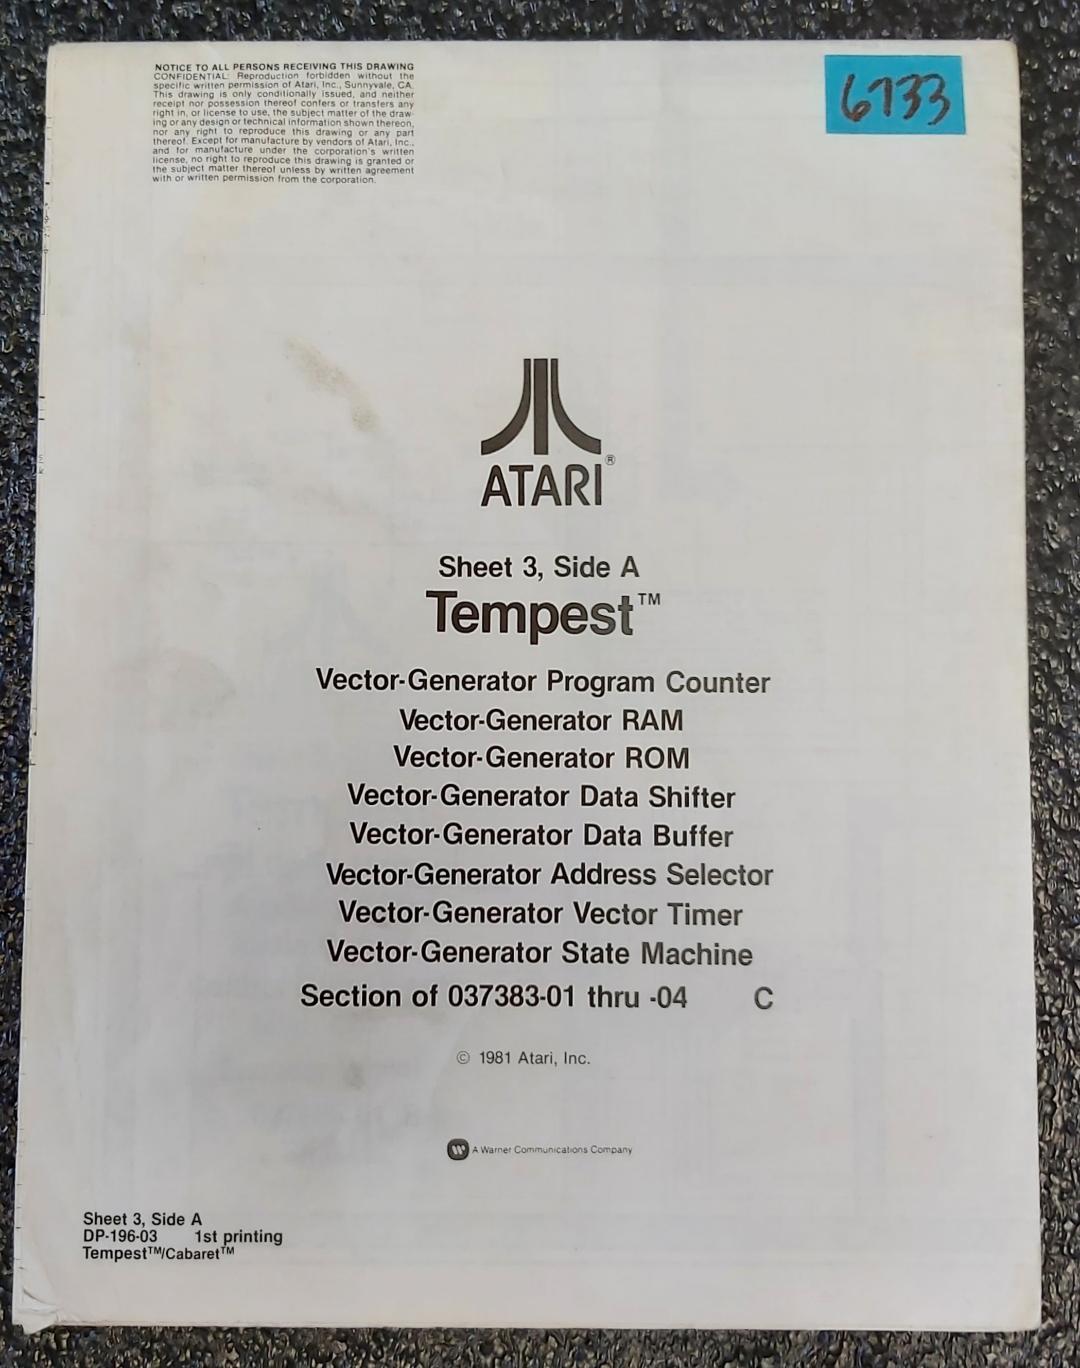 NOTICE TO ALL PERSONS RECEIVING THIS DRAWING
CONFIDENTIAL: Reproduction forbidden without the
specific written permission of Atari, Inc., Sunnyvale, CA.
This drawing is only conditionally issued, and neither
receipt nor possession thereof confers or transfers any
right in, or license to use, the subject matter of the draw-
ing or any design or technical information shown thereon,
nor any right to reproduce this drawing or any part
thereof. Except for manufacture by vendors of Atari, Inc.,
and for manufacture under the corporation's written
license, no right to reproduce this drawing is granted or
the subject matter thereof unless by written agreement
with or written permission from the corporation.
6733
ATARI®
Sheet 3, Side A
Tempest™
Vector-Generator Program Counter
Vector-Generator RAM
Vector-Generator ROM
Vector-Generator Data Shifter
Vector-Generator Data Buffer
Vector-Generator Address Selector
Vector-Generator Vector Timer
Vector-Generator State Machine
Section of 037383-01 thru -04 C
© 1981 Atari, Inc.
A Warner Communications Company
Sheet 3, Side A
DP-196-03 1st printing
Tempest™/Cabaret™